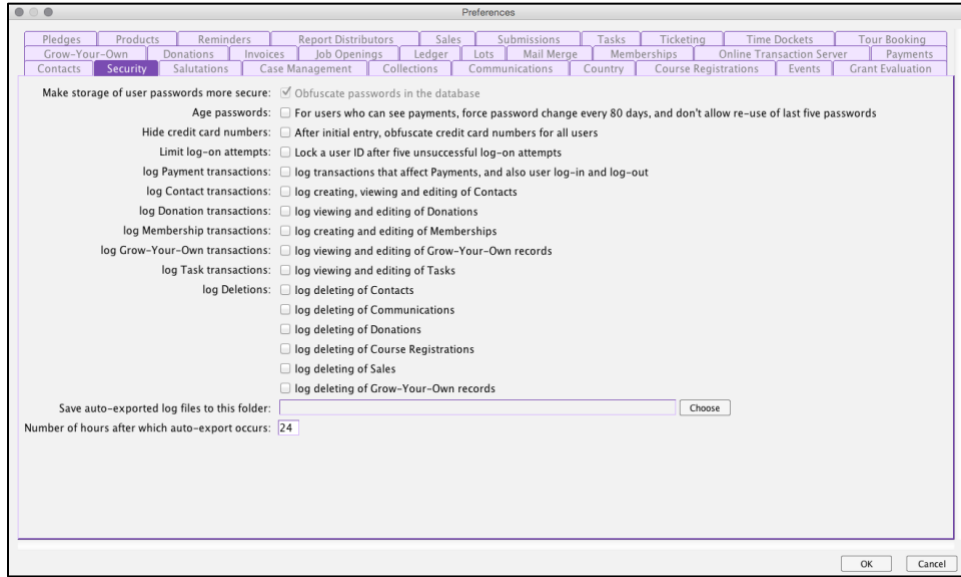 Preferences
Pledges Products Reminders Report Distributors Sales Submissions Tasks Ticketing Time Dockets Tour Booking
Grow-Your-Own Donations Invoices Job Openings Ledger Lots Mail Merge Memberships Online Transaction Server Payments
Contacts Security Salutations Case Management Collections Communications Country Course Registrations Events Grant Evaluation
Make storage of user passwords more secure: Obfuscate passwords in the database
Age passwords: For users who can see payments, force password change every 80 days, and don't allow re-use of last five passwords
Hide credit card numbers: After initial entry, obfuscate credit card numbers for all users
Limit log-on attempts: Lock a user ID after five unsuccessful log-on attempts
log Payment transactions: log transactions that affect Payments, and also user log-in and log-out
log Contact transactions: log creating, viewing and editing of Contacts
log Donation transactions: log viewing and editing of Donations
log Membership transactions: log creating and editing of Memberships
log Grow-Your-Own transactions: log viewing and editing of Grow-Your-Own records
log Task transactions: log viewing and editing of Tasks
log Deletions: log deleting of Contacts
log deleting of Communications
log deleting of Donations
log deleting of Course Registrations
log deleting of Sales
log deleting of Grow-Your-Own records
Save auto-exported log files to this folder: Choose
Number of hours after which auto-export occurs: 24
OK Cancel